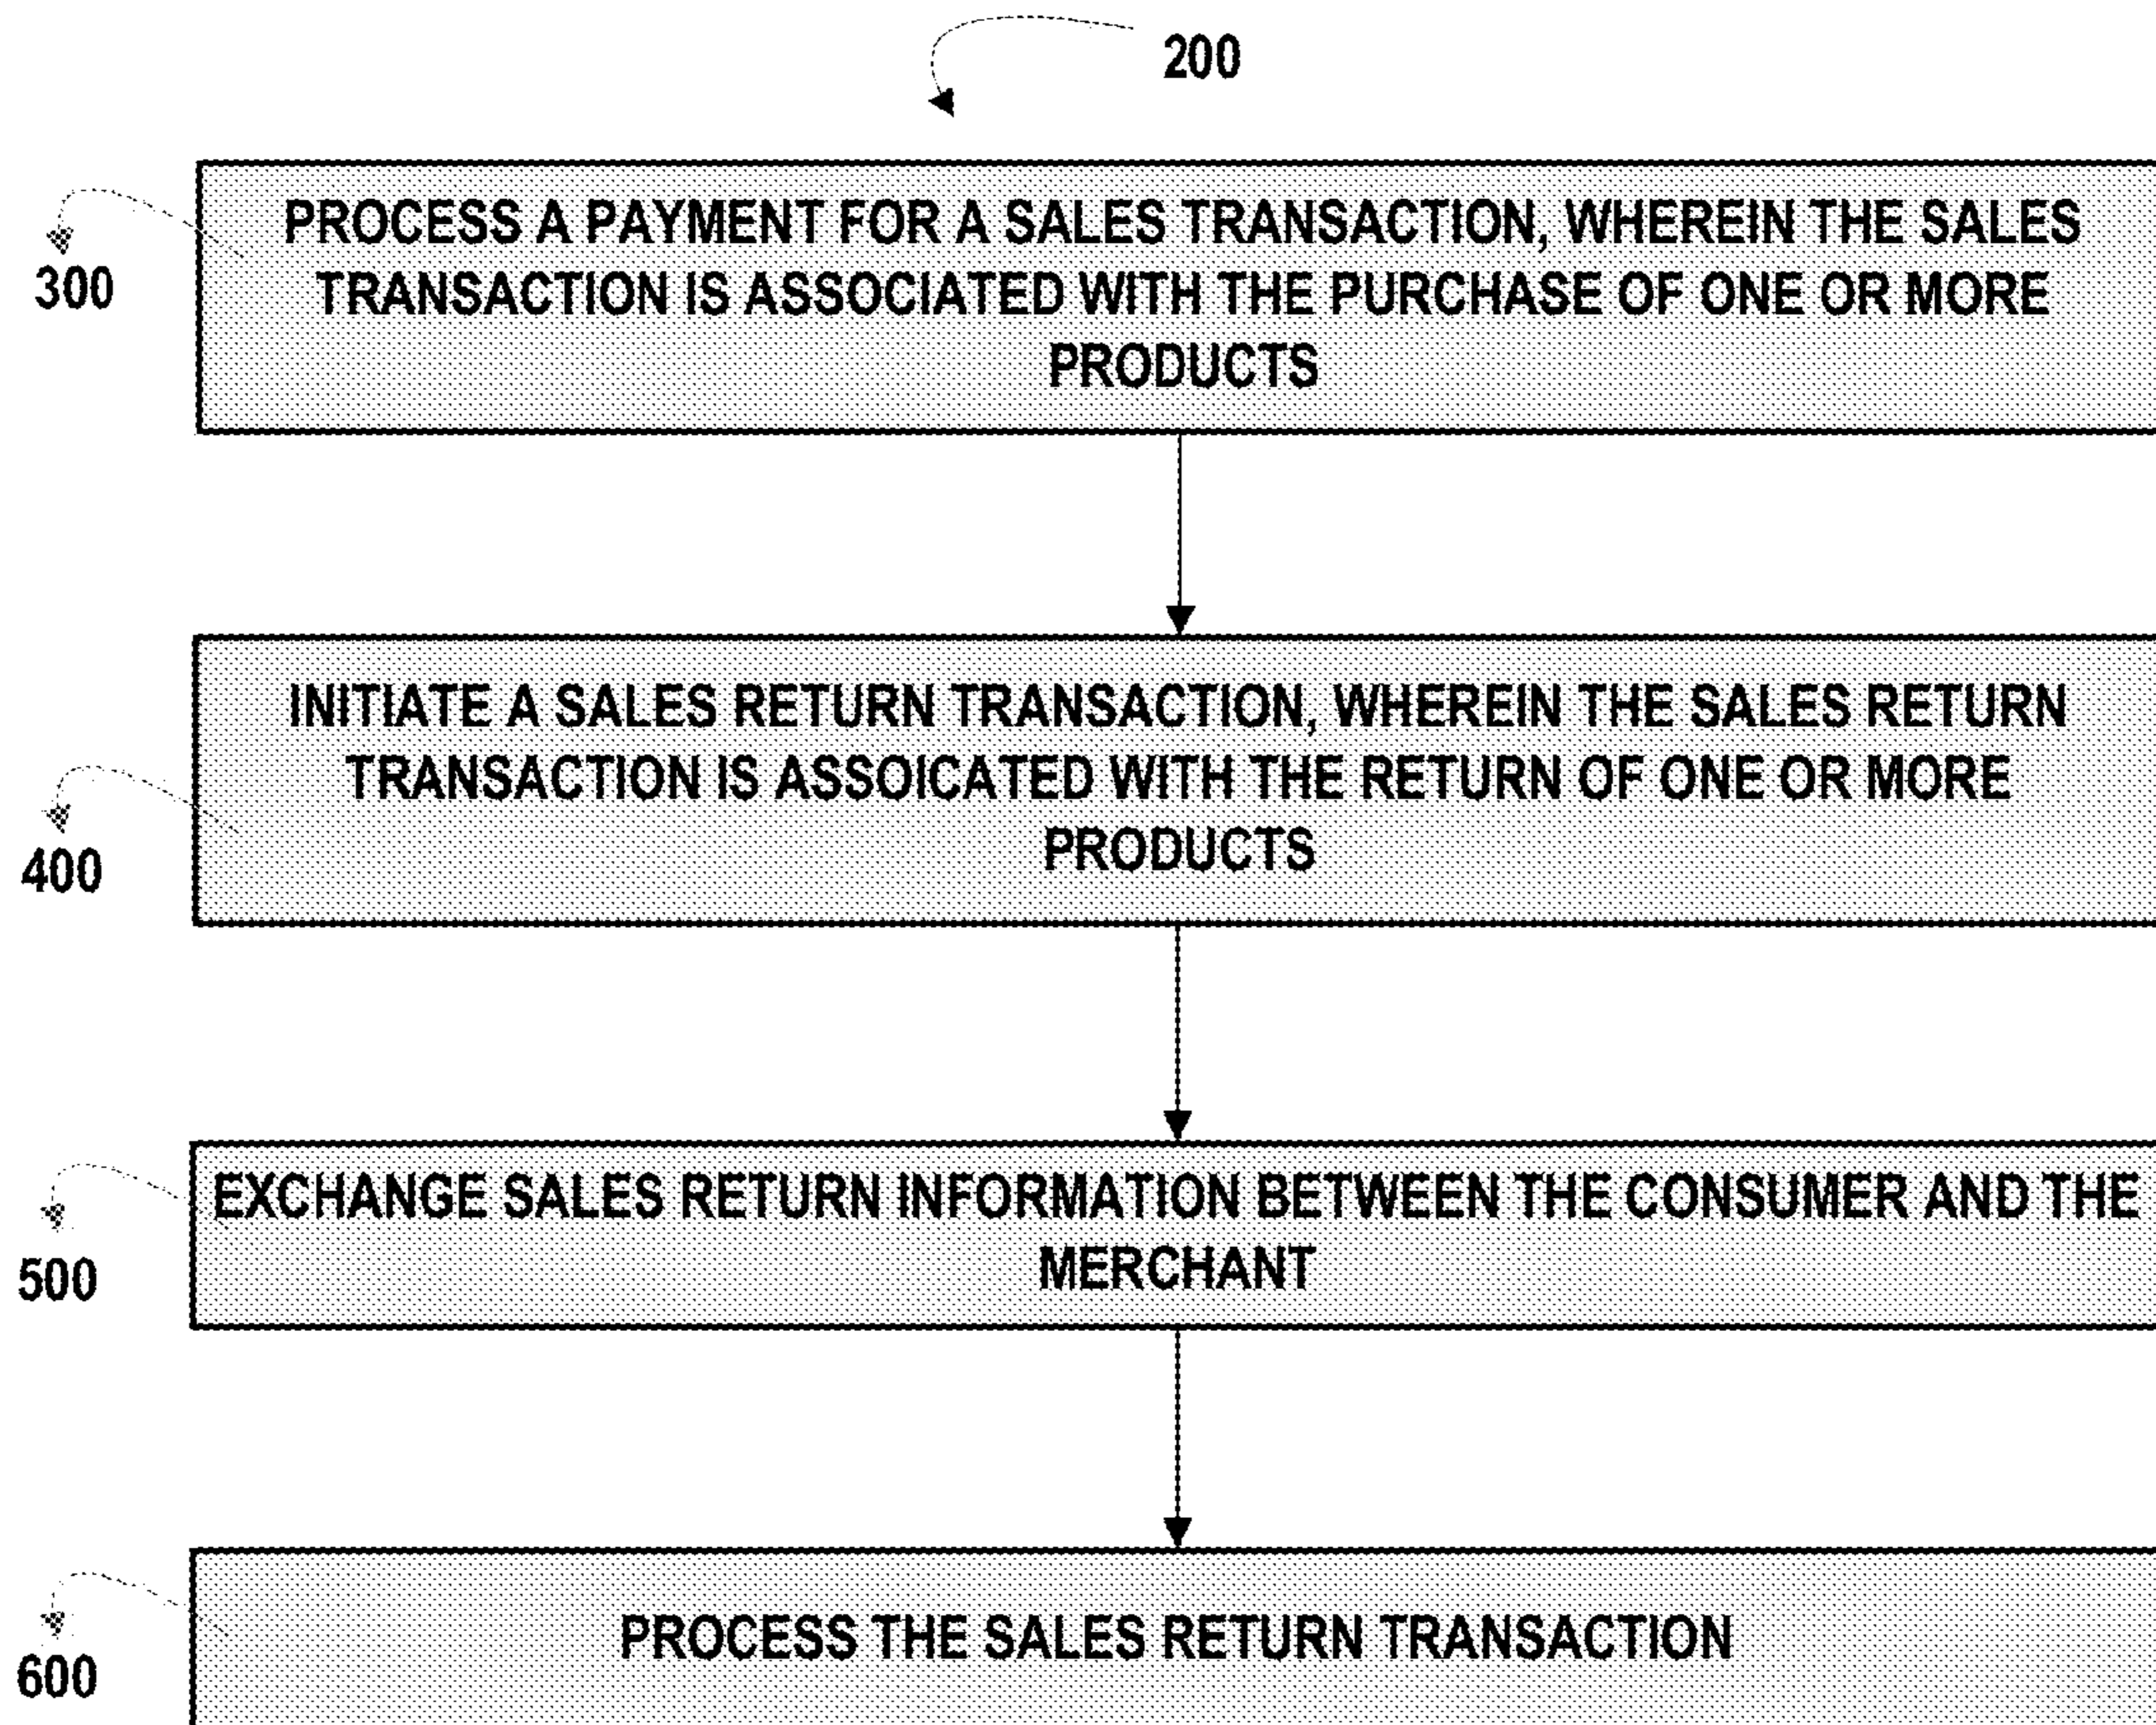 200
300
PROCESS A PAYMENT FOR A SALES TRANSACTION, WHEREIN THE SALES
TRANSACTION IS ASSOCIATED WITH THE PURCHASE OF ONE OR MORE
PRODUCTS
400
INITIATE A SALES RETURN TRANSACTION, WHEREIN THE SALES RETURN
TRANSACTION IS ASSOICATED WITH THE RETURN OF ONE OR MORE
PRODUCTS
500
EXCHANGE SALES RETURN INFORMATION BETWEEN THE CONSUMER AND THE
MERCHANT
600
PROCESS THE SALES RETURN TRANSACTION